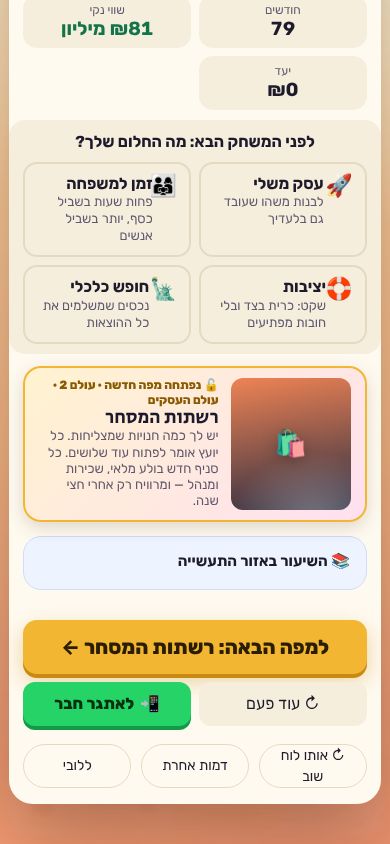 חודשים
79
שווי נקי
₪81 מיליון
יעד
₪0
לפני המשחק הבא: מה החלום שלך?
🚀 עסק משלי
לבנות משהו שעובד
גם בלעדיך
👨‍👩‍👧 זמן למשפחה
פחות שעות בשביל
כסף, יותר בשביל
אנשים
🛟 יציבות
שקט: כרית בצד ובלי
חובות מפתיעים
🗽 חופש כלכלי
נכסים שמשלמים את
כל ההוצאות
🔓 נפתחה מפה חדשה · עולם 2 ·
עולם העסקים
רשתות המסחר
יש לך כמה חנויות שמצליחות. כל
יועץ אומר לפתוח עוד שלושים. כל
סניף חדש בולע מלאי, שכירות
ומנהל — ומרוויח רק אחרי חצי
שנה.
📚 השיעור באזור התעשייה
למפה הבאה: רשתות המסחר ←
↻ עוד פעם
📲 לאתגר חבר
↻ אותו לוח
שוב
דמות אחרת
ללובי